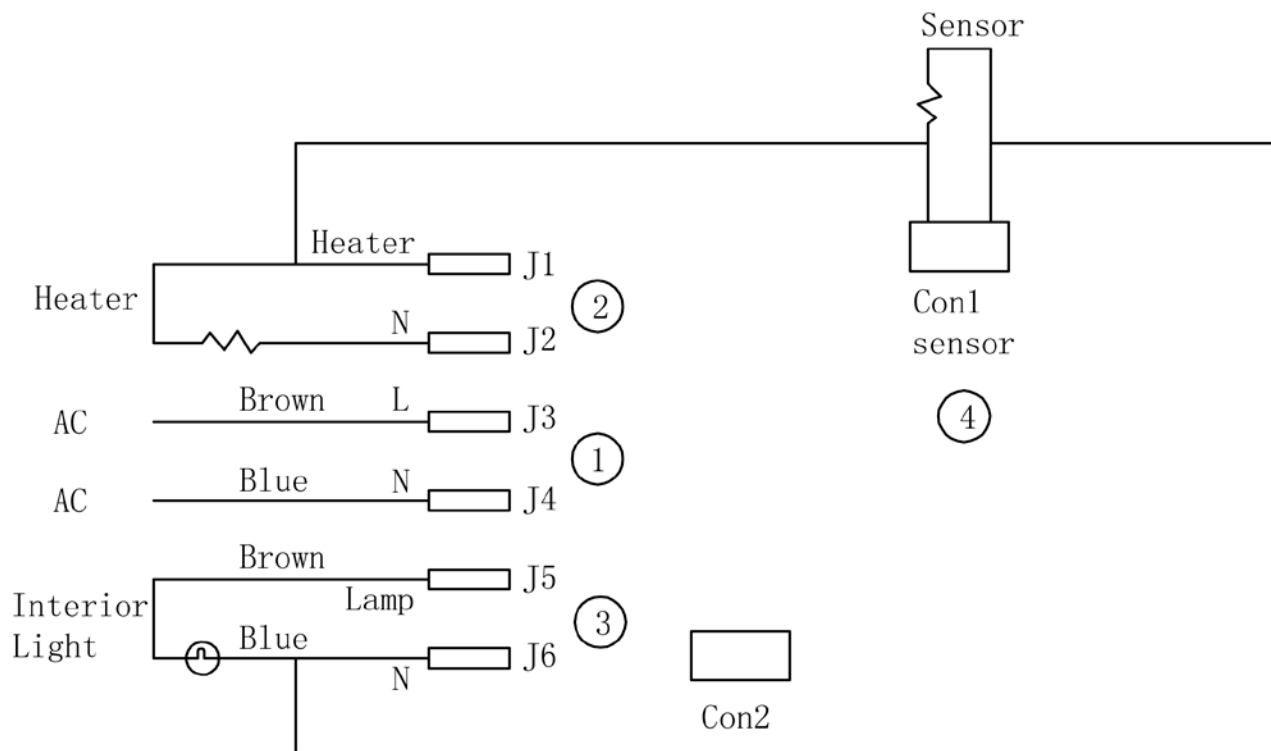 Sensor
Heater
J1
Heater
2
N
J2
Con1
sensor
Brown
L
J3
AC
4
1
Blue
N
J4
AC
Brown
J5
Lamp
Interior
Light
3
Blue
J6
N
Con2